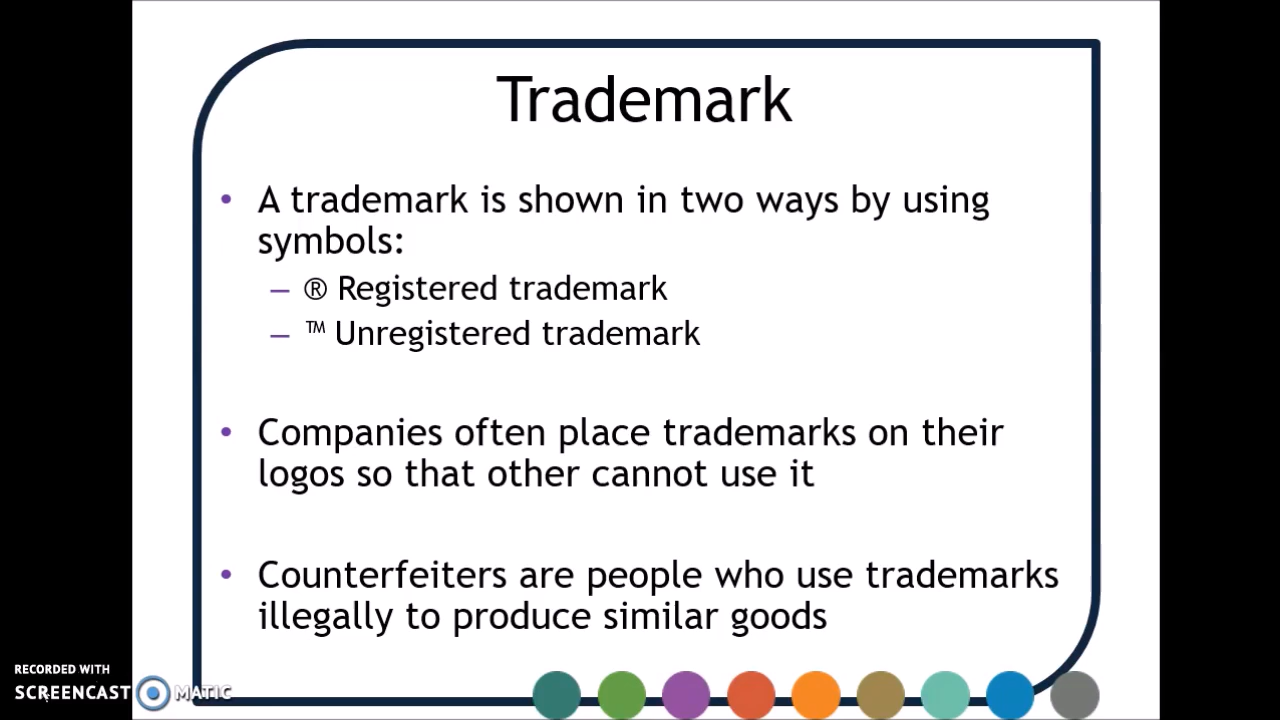 Trademark
• A trademark is shown in two ways by using
symbols:
– ® Registered trademark
– ™ Unregistered trademark
• Companies often place trademarks on their
logos so that other cannot use it
• Counterfeiters are people who use trademarks
illegally to produce similar goods
RECORDED WITH
SCREENCAST MATIC